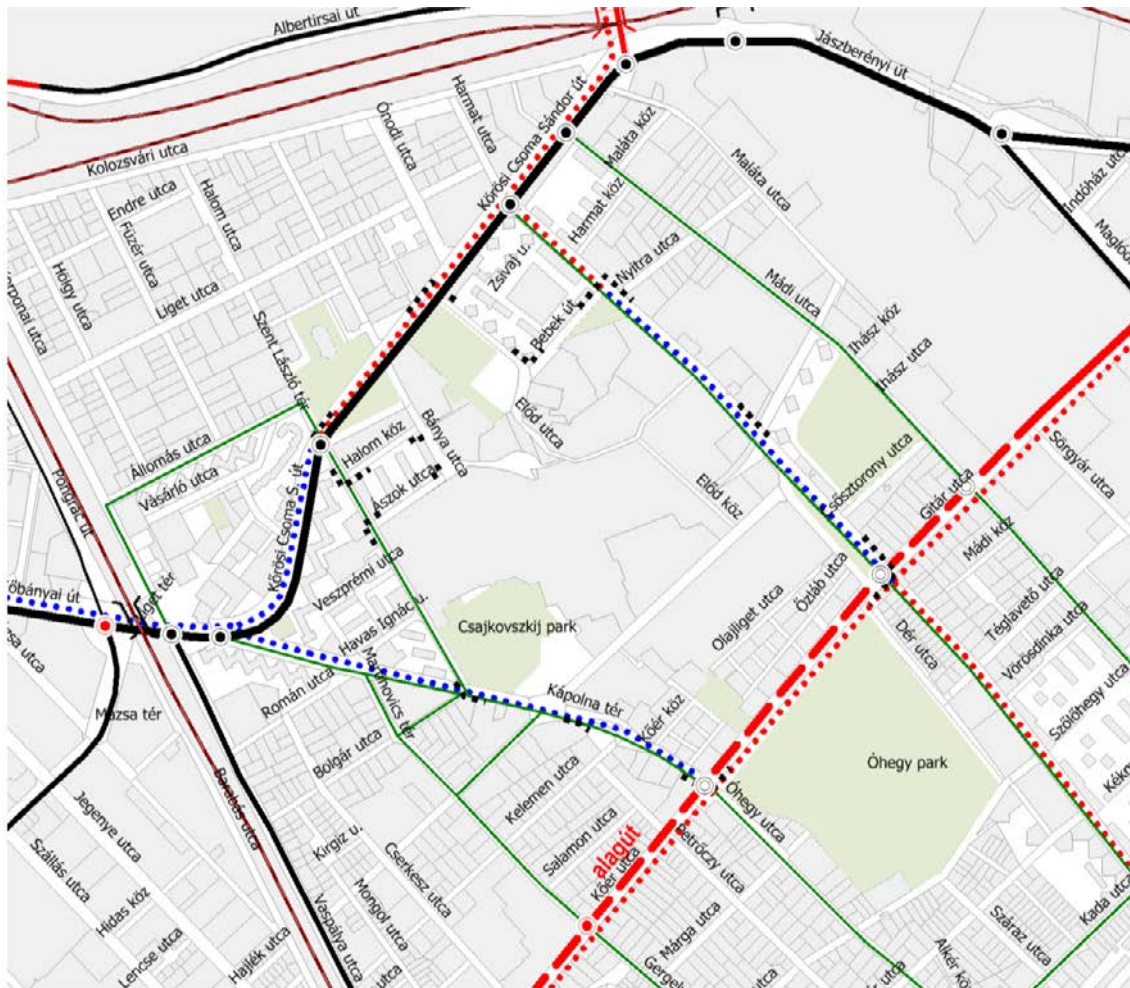 Albertirsai út
Jászberényi út
Kolozsvári utca
Ónodi utca
Harmat utca
Kőrösi Csoma Sándor út
Maláta köz
Maláta utca
Harmat köz
Endre utca
Füzér utca
Halom utca
Hölgy utca
Liget utca
Zsivaj u.
Nyitra utca
Bebek út
Mádi utca
Ihász köz
Ihász utca
Szent László tér
Előd utca
Bánya utca
Halom köz
Ászok utca
Állomás utca
Vásárló utca
Pongrác út
Kőrösi Csoma S. út
Előd köz
Gitár utca
Sörgyár utca
Mádi köz
Veszprémi utca
Havas Ignác u.
Csajkovszkij park
Őzláb utca
Olajliget utca
Dér utca
Téglavető utca
Vörösdinka utca
Szőlőhegy utca
Liget tér
Mázsa tér
Román utca
Bolgár utca
Kápolna tér
Kőér köz
Óhegy park
Óhegy utca
Kelemen utca
Salamon utca
Petrőczy utca
alagút
Kőér utca
Kirgiz u.
Cserkesz utca
Mongol utca
Vaspálya utca
Barabás utca
Jegenye utca
Szállás utca
Hidas köz
Lencse utca
Hajlék utca
Márga utca
Kada utca
Száraz utca